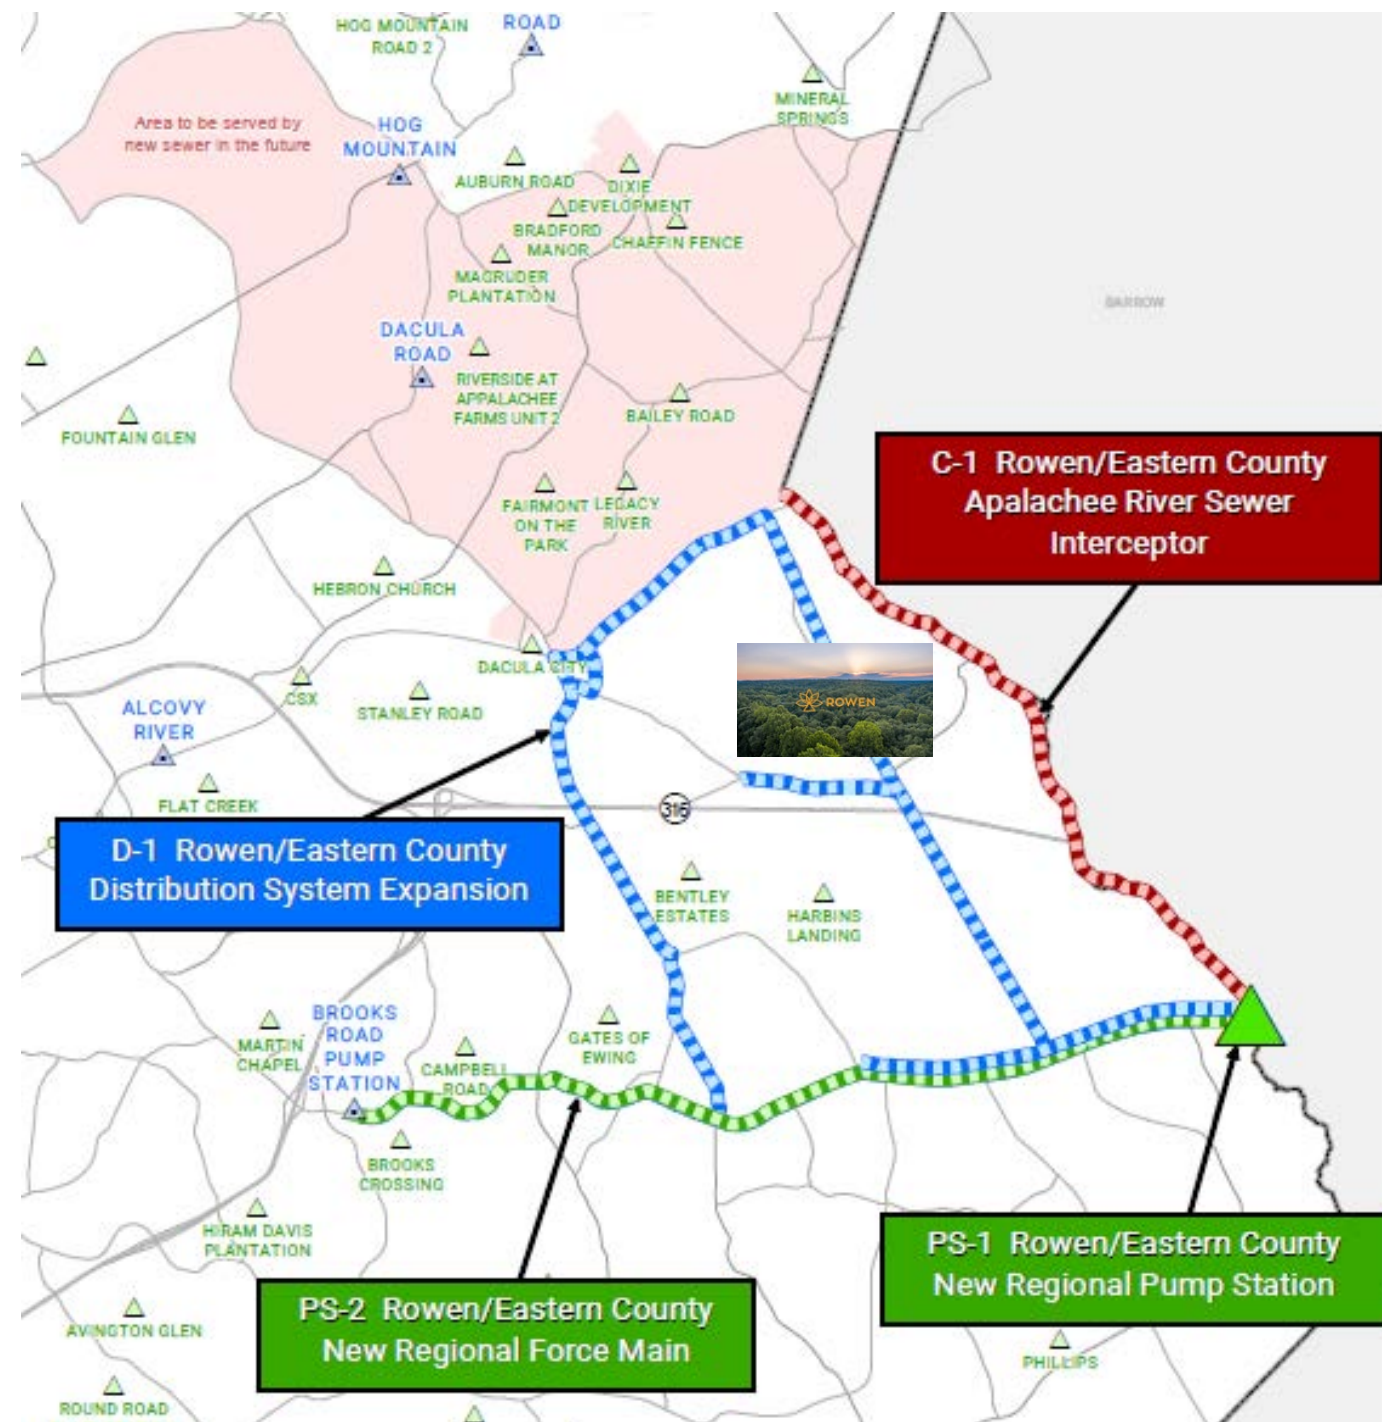 HOG MOUNTAIN
ROAD 2
ROAD
MINERAL
SPRINGS
Area to be served by
new sewer in the future
HOG
MOUNTAIN
AUBURN ROAD
DIXIE
DEVELOPMENT
BRADFORD
MANOR
CHAFFIN FENCE
MAGRUDER
PLANTATION
BARROW
DACULA
ROAD
RIVERSIDE AT
APPALACHEE
FARMS UNIT 2
BAILEY ROAD
FOUNTAIN GLEN
C-1 Rowen/Eastern County
Apalachee River Sewer
Interceptor
FAIRMONT
ON THE
PARK
LEGACY
RIVER
HEBRON CHURCH
DACULA CITY
CSX
STANLEY ROAD
ROWEN
ALCOVY
RIVER
FLAT CREEK
316
D-1 Rowen/Eastern County
Distribution System Expansion
BENTLEY
ESTATES
HARBINS
LANDING
BROOKS
ROAD
PUMP
STATION
MARTIN
CHAPEL
CAMPBELL
ROAD
GATES OF
EWING
BROOKS
CROSSING
HIRAM DAVIS
PLANTATION
PS-1 Rowen/Eastern County
New Regional Pump Station
PS-2 Rowen/Eastern County
New Regional Force Main
AVINGTON GLEN
PHILLIPS
ROUND ROAD